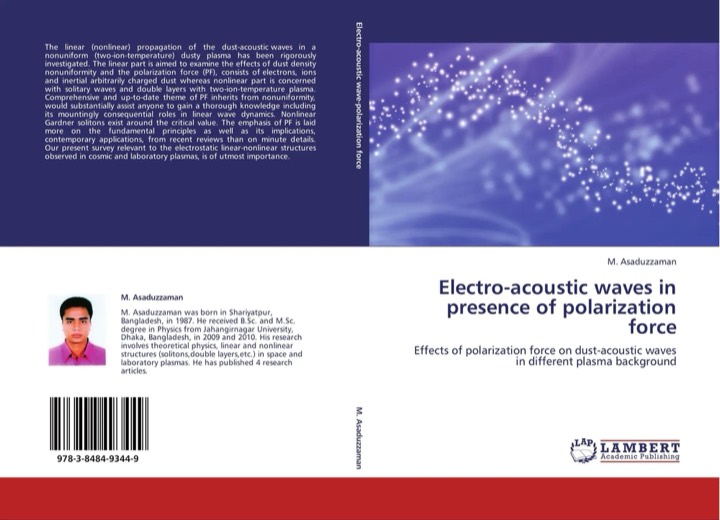 The linear (nonlinear) propagation of the dust-acoustic waves in a
nonuniform (two-ion-temperature) dusty plasma has been rigorously
investigated. The linear part is aimed to examine the effects of dust density
nonuniformity and the polarization force (PF), consists of electrons, ions
and inertial arbitrarily charged dust whereas nonlinear part is concerned
with solitary waves and double layers with two-ion-temperature plasma.
Comprehensive and up-to-date theme of PF inherits from nonuniformity,
would substantially assist anyone to gain a thorough knowledge including
its mountingly consequential roles in linear wave dynamics. Nonlinear
Gardner solitons exist around the critical value. The emphasis of PF is laid
more on the fundamental principles as well as its implications,
contemporary applications, from recent reviews than on minute details.
Our present survey relevant to the electrostatic linear-nonlinear structures
observed in cosmic and laboratory plasmas, is of utmost importance.
M. Asaduzzaman
M. Asaduzzaman was born in Shariyatpur,
Bangladesh, in 1987. He received B.Sc. and M.Sc.
degree in Physics from Jahangirnagar University,
Dhaka, Bangladesh, in 2009 and 2010. His research
involves theoretical physics, linear and nonlinear
structures (solitons,double layers,etc.) in space and
laboratory plasmas. He has published 4 research
articles.
978-3-8484-9344-9
Electro-acoustic wave-polarization force
M. Asaduzzaman
M. Asaduzzaman
Electro-acoustic waves in
presence of polarization
force
Effects of polarization force on dust-acoustic waves
in different plasma background
LAP LAMBERT
Academic Publishing